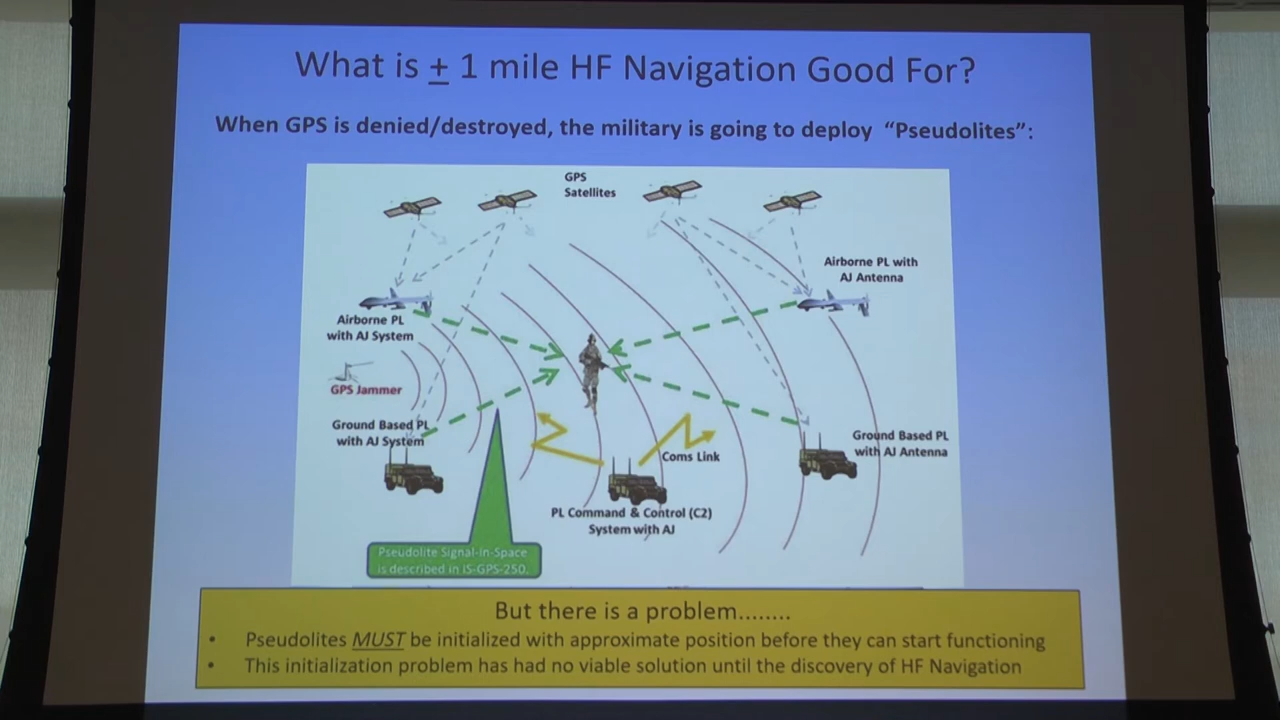 What is ± 1 mile HF Navigation Good For?
When GPS is denied/destroyed, the military is going to deploy “Pseudolites”:
GPS
Satellites
Airborne PL with
AJ Antenna
Airborne PL
with AJ System
GPS Jammer
Ground Based PL
with AJ System
Ground Based PL
with AJ Antenna
Coms Link
PL Command & Control (C2)
System with AJ
Pseudolite Signal-in-Space
is described in IS-GPS-250.
But there is a problem........
• Pseudolites MUST be initialized with approximate position before they can start functioning
• This initialization problem has had no viable solution until the discovery of HF Navigation